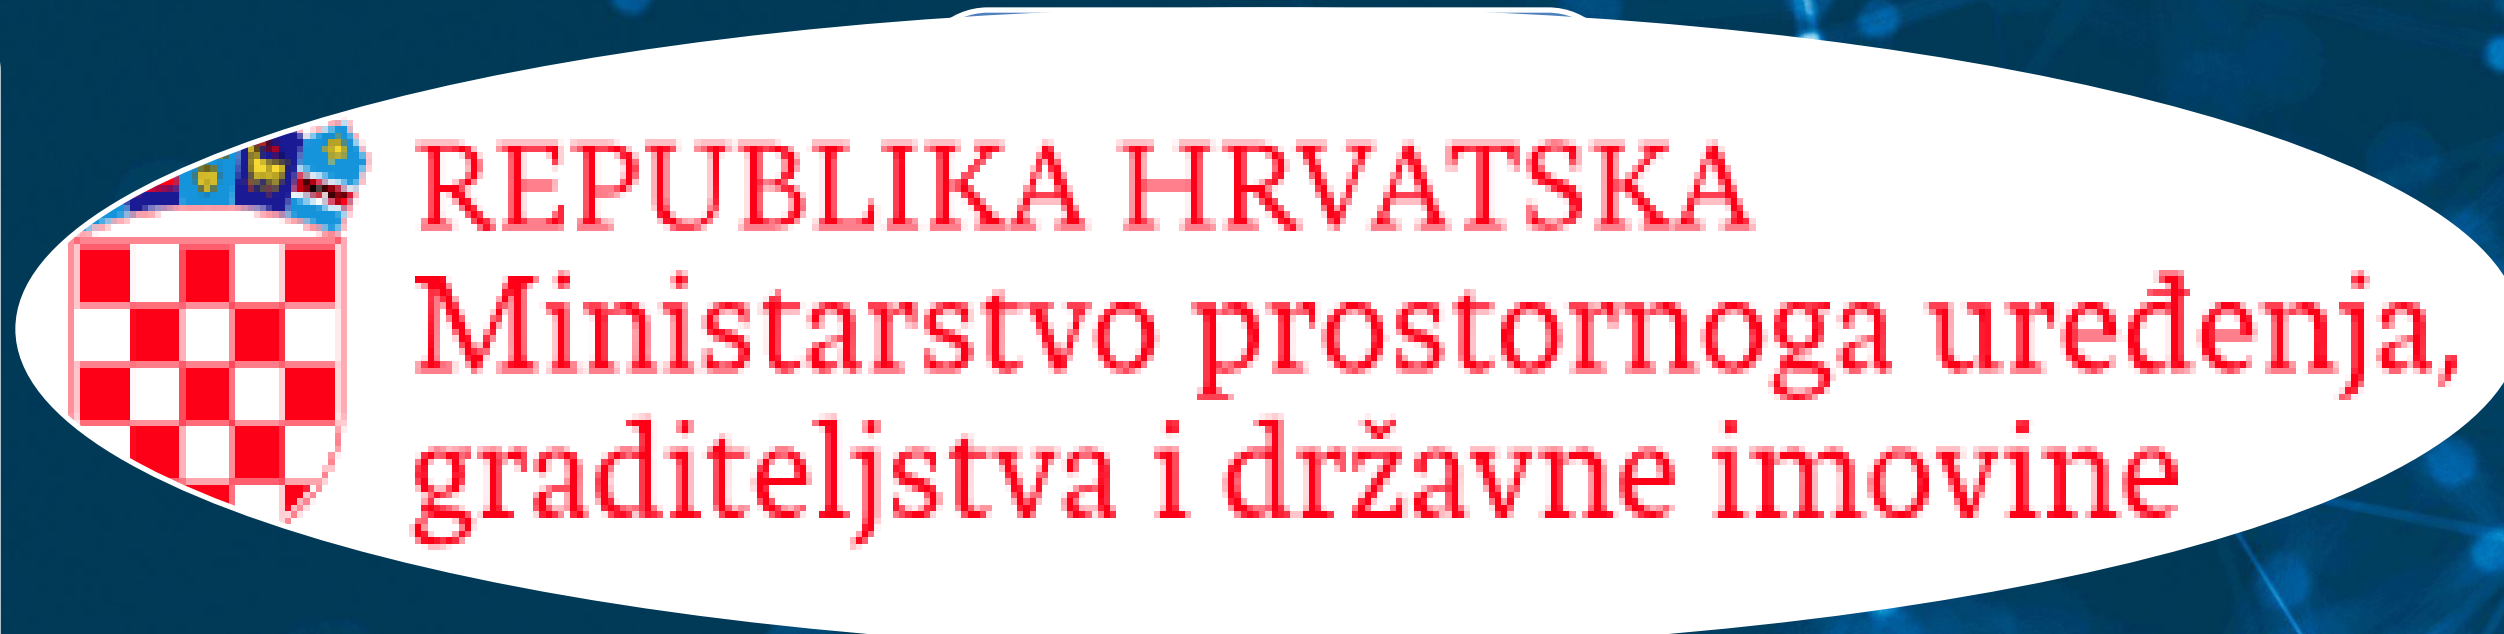 REPUBLIKA HRVATSKA
Ministarstvo prostornoga uređenja,
graditeljstva i državne imovine